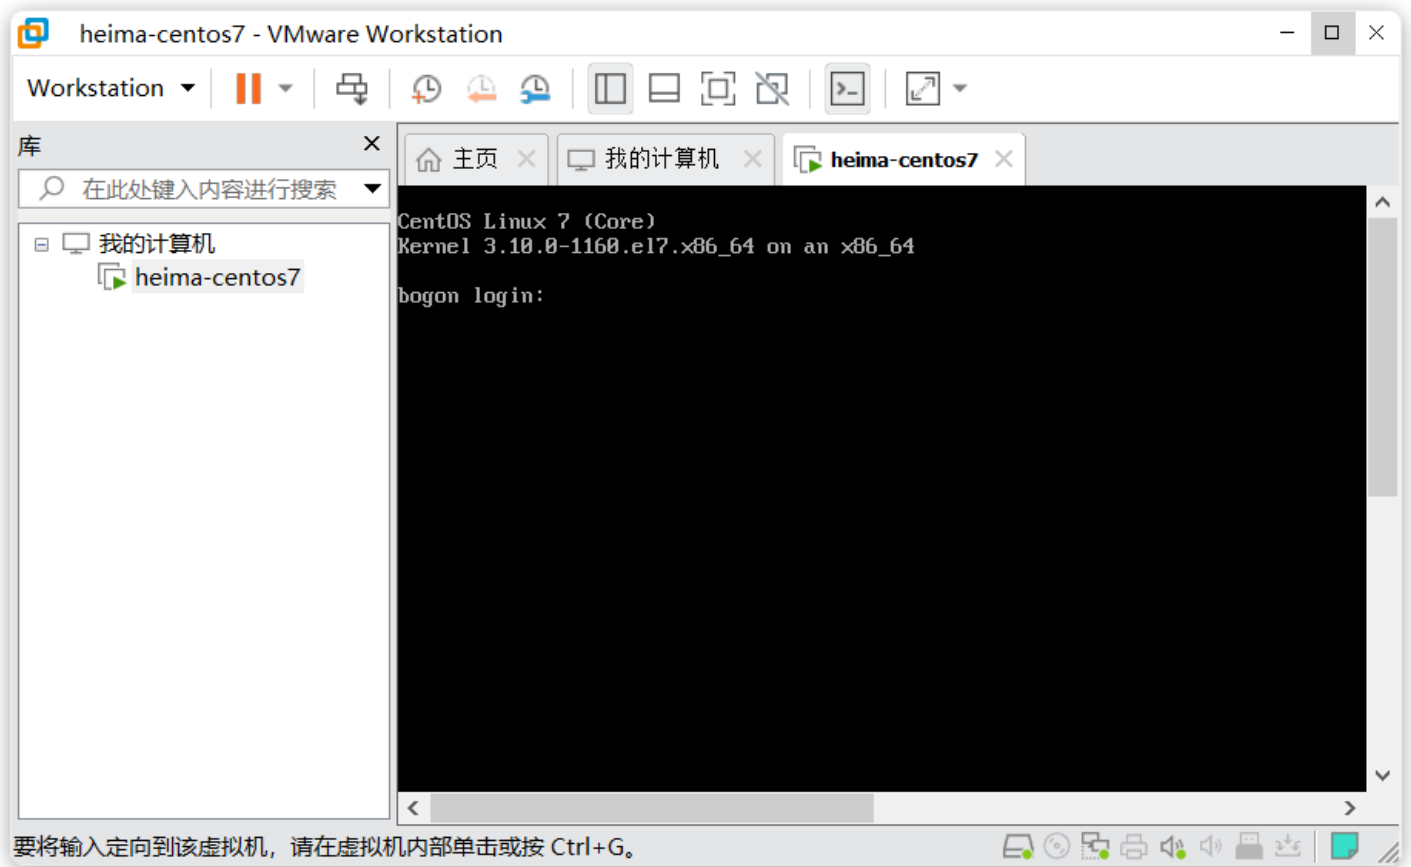 heima-centos7 - VMware Workstation
Workstation
库
主页
我的计算机
heima-centos7
在此处键入内容进行搜索
我的计算机
heima-centos7
CentOS Linux 7 (Core)
Kernel 3.10.0-1160.el7.x86_64 on an x86_64
bogon login:
要将输入定向到该虚拟机，请在虚拟机内部单击或按 Ctrl+G。